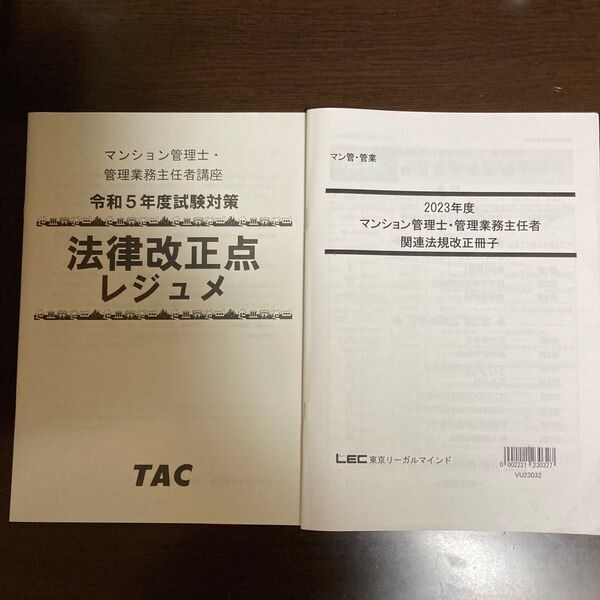 マンション管理士・
管理業務主任者講座
令和5年度試験対策
法律改正点
レジュメ
TAC
マン管・管業
2023年度
マンション管理士・管理業務主任者
関連法規改正冊子
LEC東京リーガルマインド
0 002221 230327
VU23032